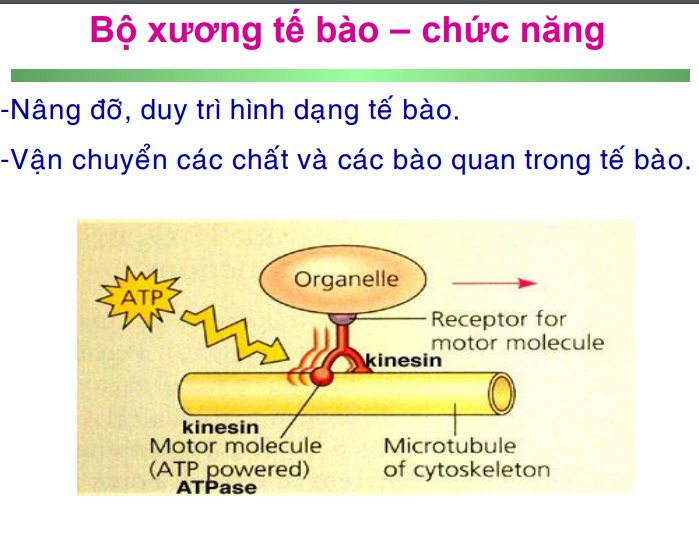 Bộ xương tế bào – chức năng
-Nâng đỡ, duy trì hình dạng tế bào.
-Vận chuyển các chất và các bào quan trong tế bào.
Organelle
ATP
Receptor for
motor molecule
kinesin
kinesin
Motor molecule
(ATP powered)
ATPase
Microtubule
of cytoskeleton